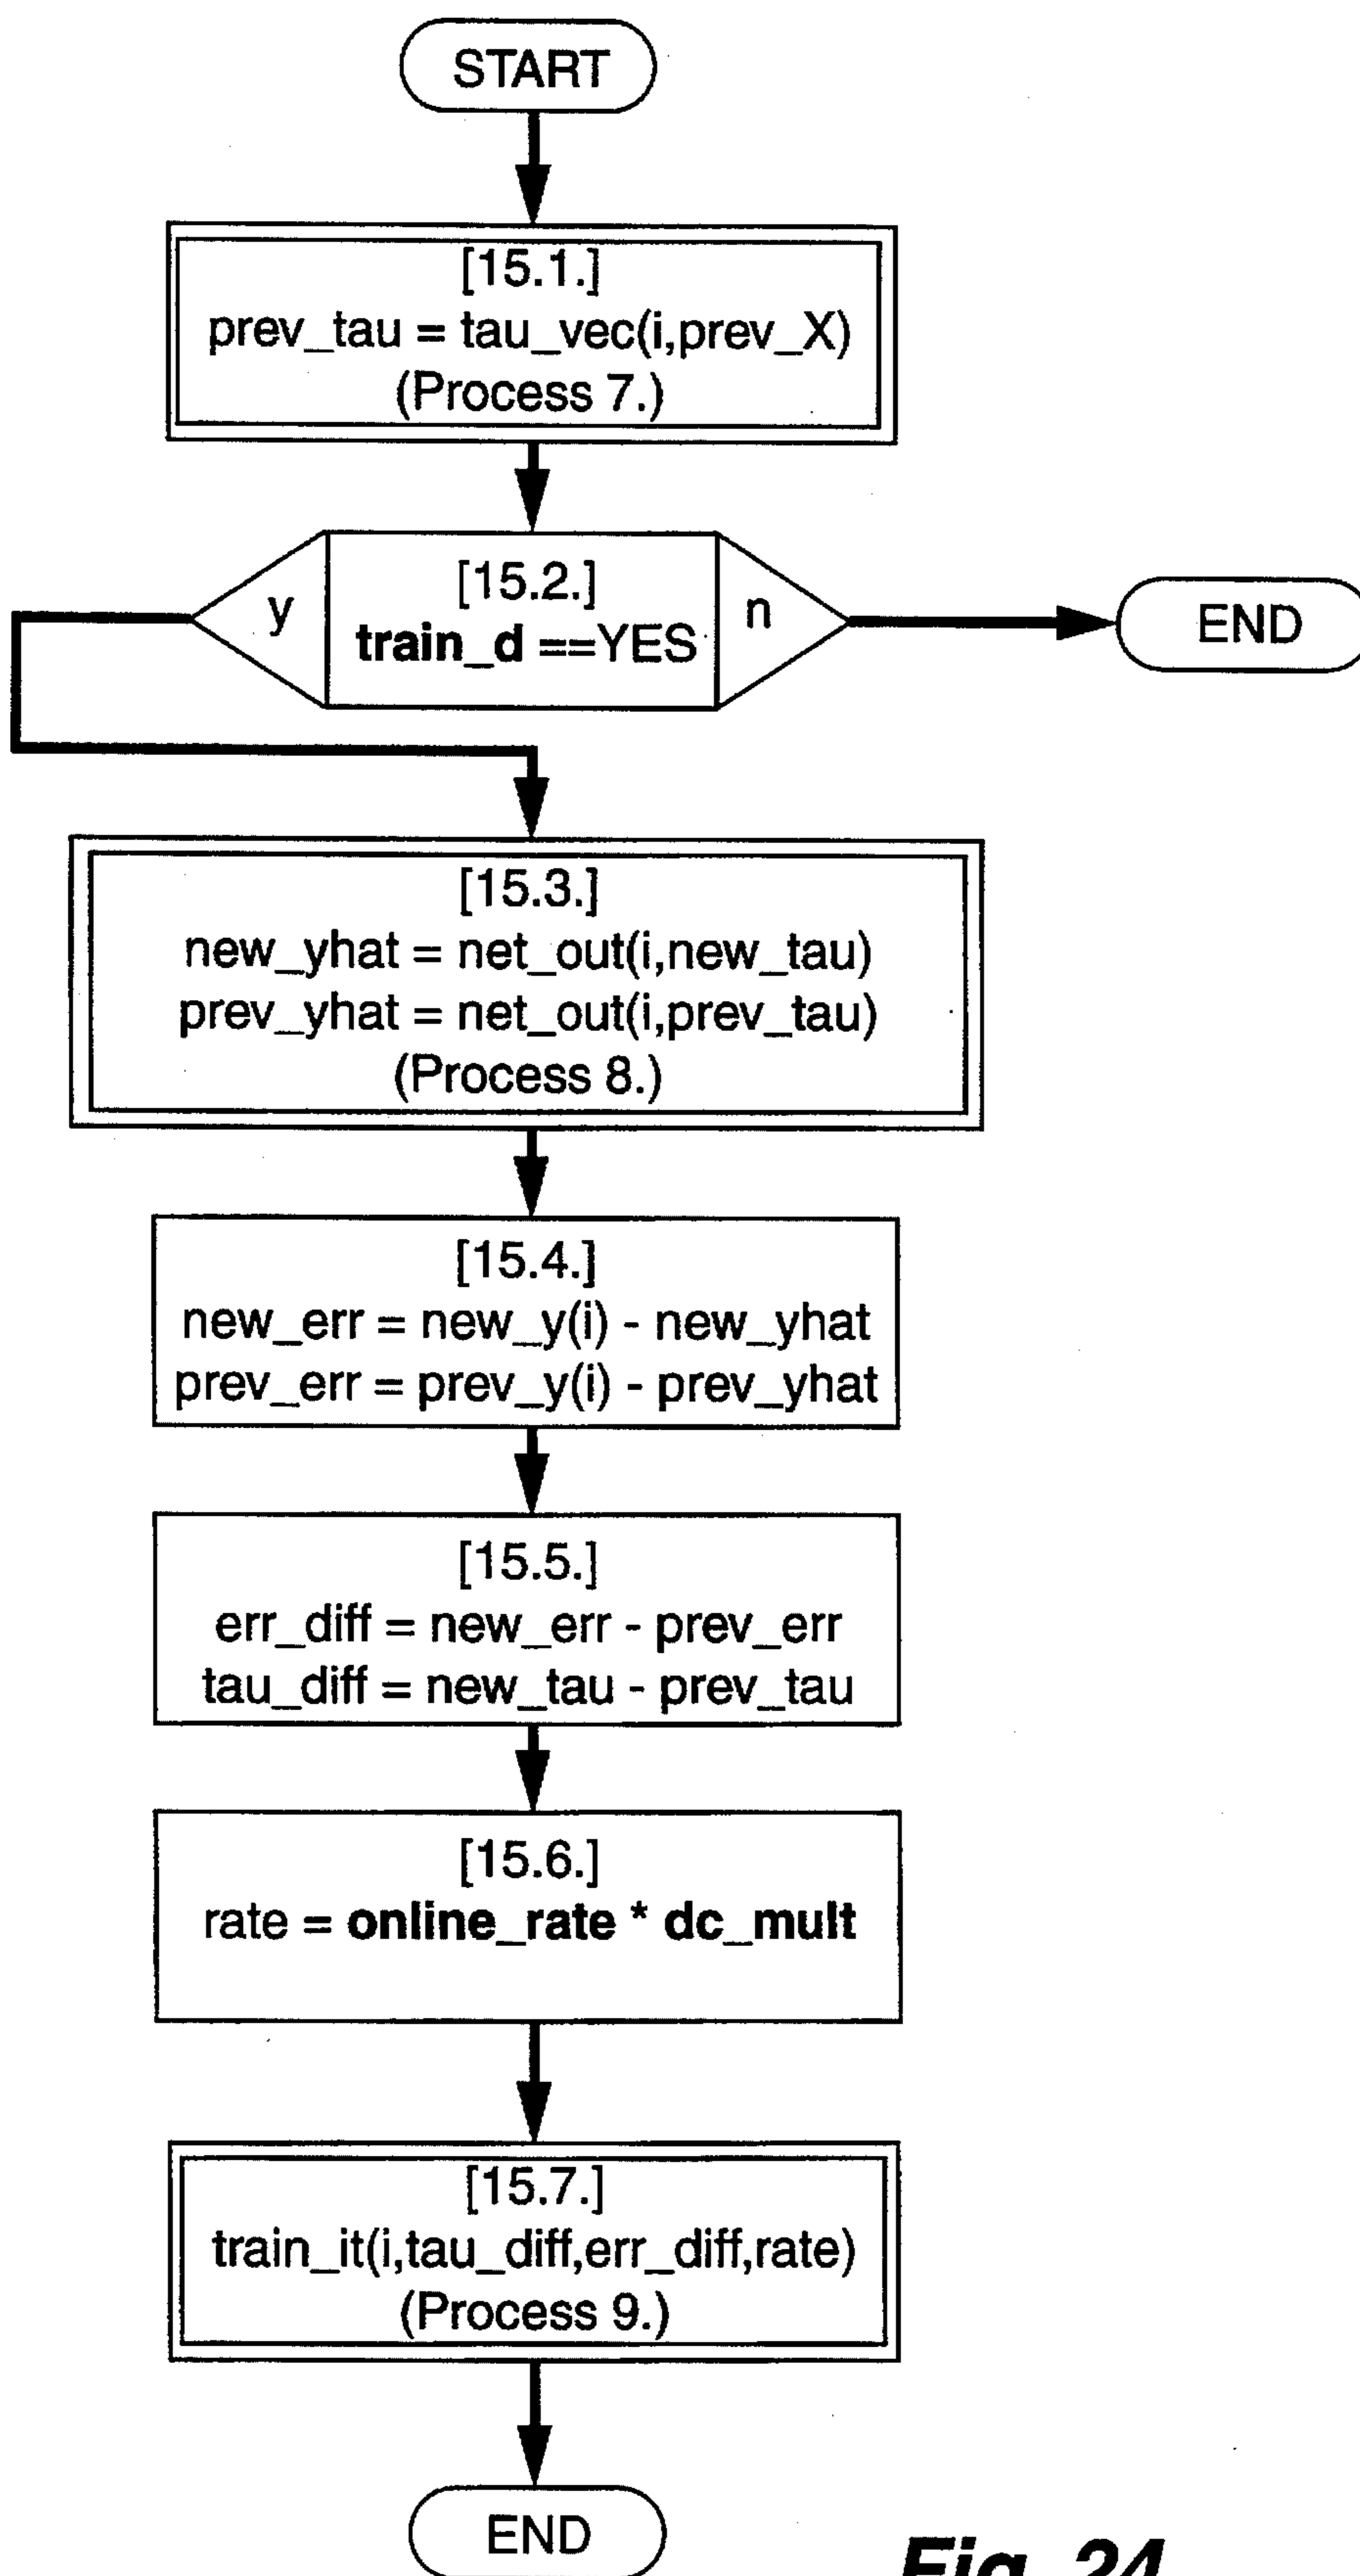 START
[15.1.]
prev_tau = tau_vec(i,prev_X)
(Process 7.)
y
[15.2.]
train_d ==YES
n
END
[15.3.]
new_yhat = net_out(i,new_tau)
prev_yhat = net_out(i,prev_tau)
(Process 8.)
[15.4.]
new_err = new_y(i) - new_yhat
prev_err = prev_y(i) - prev_yhat
[15.5.]
err_diff = new_err - prev_err
tau_diff = new_tau - prev_tau
[15.6.]
rate = online_rate * dc_mult
[15.7.]
train_it(i,tau_diff,err_diff,rate)
(Process 9.)
END
Fig. 24